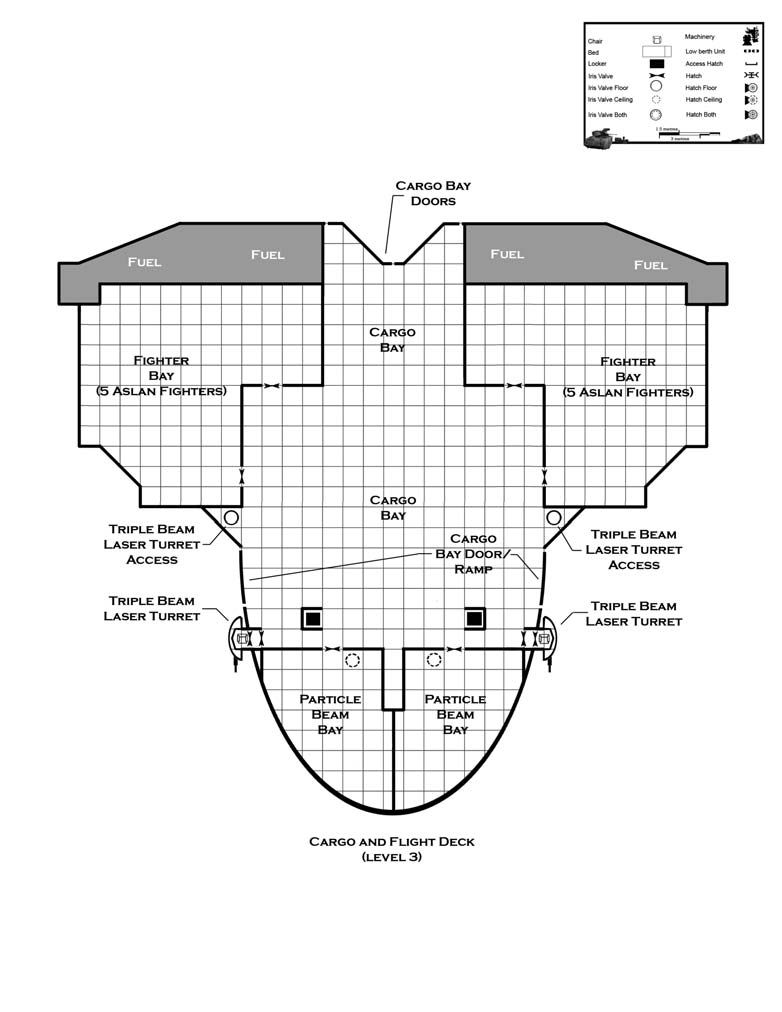 Chair
Machinery
Bed
Low berth Unit
Locker
Access Hatch
Iris Valve
Hatch
Iris Valve Floor
Hatch Floor
Iris Valve Ceiling
Hatch Ceiling
Iris Valve Both
Hatch Both
1.5 metres
3 metres
Cargo Bay
Doors
Fuel
Fuel
Fuel
Fuel
Cargo
Bay
Fighter
Bay
(5 Aslan Fighters)
Fighter
Bay
(5 Aslan Fighters)
Cargo
Bay
Triple Beam
Laser Turret
Access
Cargo
Bay Door/
Ramp
Triple Beam
Laser Turret
Access
Triple Beam
Laser Turret
Triple Beam
Laser Turret
Particle
Beam
Bay
Particle
Beam
Bay
Cargo and Flight Deck
(level 3)